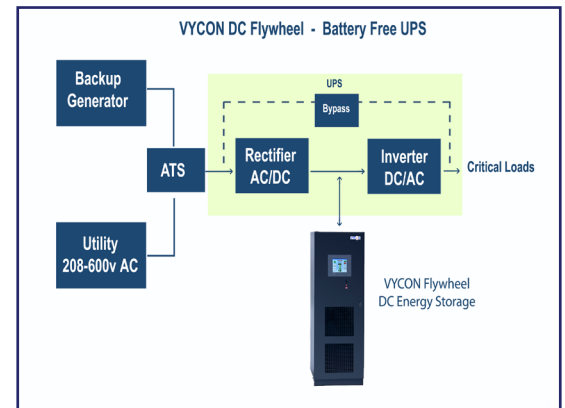 VYCON DC Flywheel - Battery Free UPS
Backup
Generator
UPS
Bypass
ATS
Rectifier
AC/DC
Inverter
DC/AC
Critical Loads
Utility
208-600v AC
VYCON Flywheel
DC Energy Storage